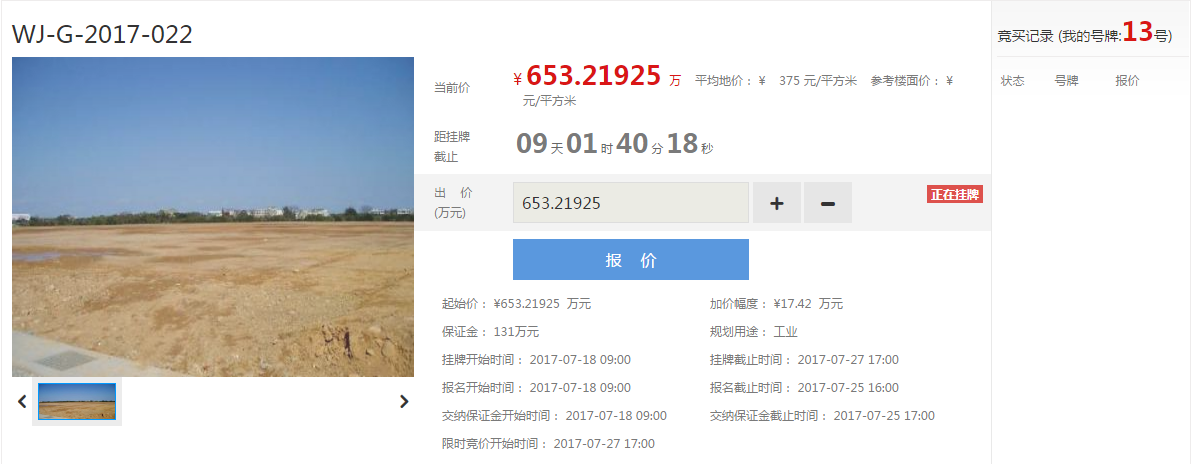 WJ-G-2017-022
当前价
¥ 653.21925 万 平均地价：¥ 375 元/平方米 参考楼面价：¥
元/平方米
距挂牌
截止
09 天 01 时 40 分 18 秒
出 价
(万元)
653.21925
+ -
正在挂牌
报 价
起始价： ¥653.21925 万元 加价幅度： ¥17.42 万元
保证金： 131万元 规划用途： 工业
挂牌开始时间： 2017-07-18 09:00 挂牌截止时间： 2017-07-27 17:00
报名开始时间： 2017-07-18 09:00 报名截止时间： 2017-07-25 16:00
交纳保证金开始时间： 2017-07-18 09:00 交纳保证金截止时间： 2017-07-25 17:00
限时竞价开始时间： 2017-07-27 17:00
竞买记录 (我的号牌:13号)
状态 号牌 报价